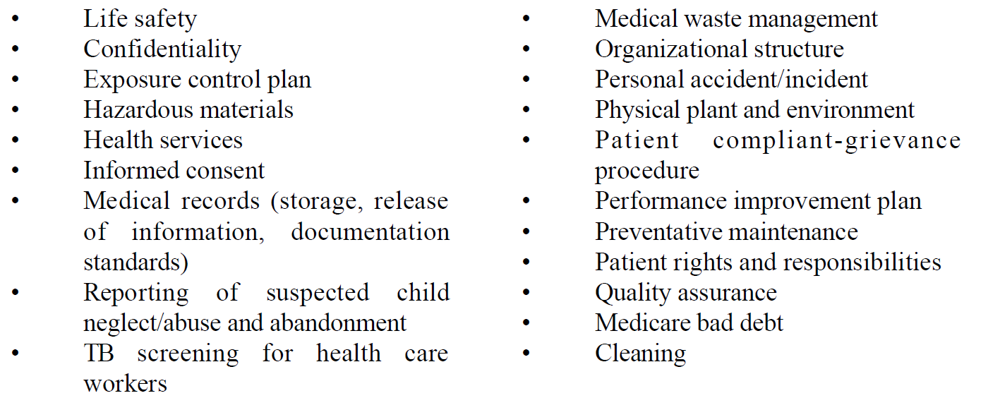 • Life safety
• Confidentiality
• Exposure control plan
• Hazardous materials
• Health services
• Informed consent
• Medical records (storage, release
of information, documentation
standards)
• Reporting of suspected child
neglect/abuse and abandonment
• TB screening for health care
workers
• Medical waste management
• Organizational structure
• Personal accident/incident
• Physical plant and environment
• Patient compliant-grievance
procedure
• Performance improvement plan
• Preventative maintenance
• Patient rights and responsibilities
• Quality assurance
• Medicare bad debt
• Cleaning